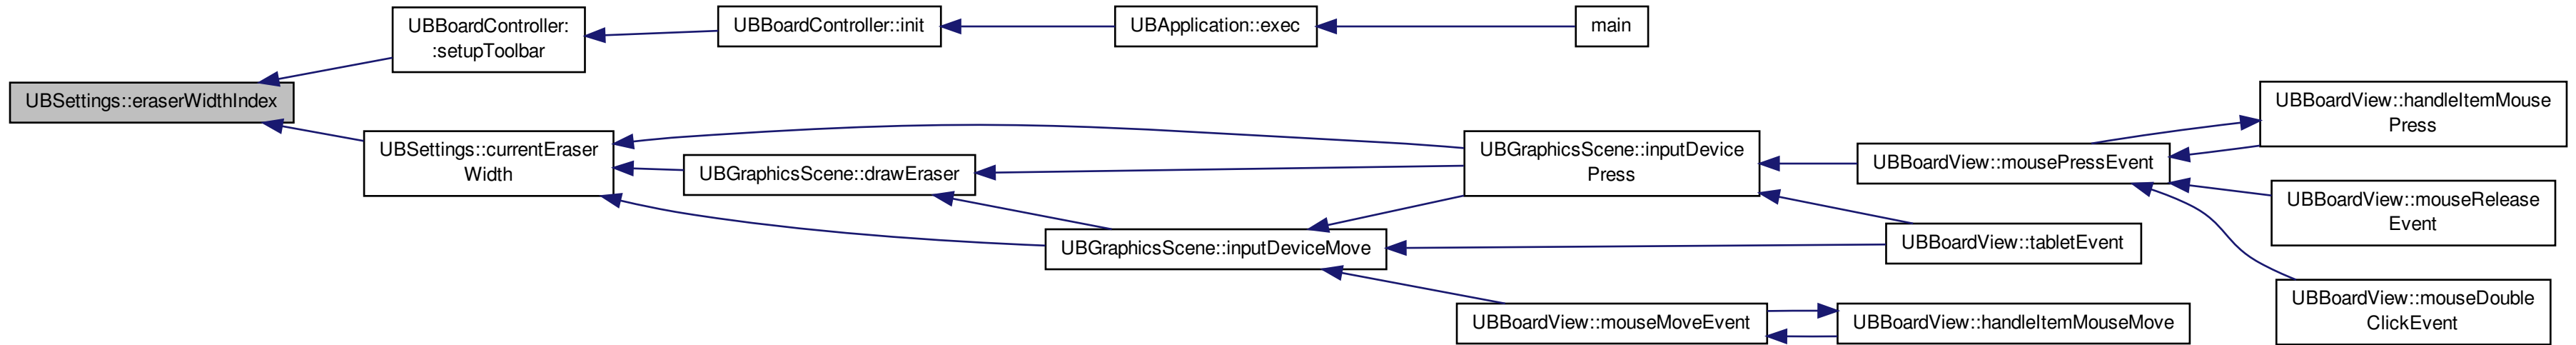 UBBoardController:
:setupToolbar
UBBoardController::init
UBApplication::exec
main
UBSettings::eraserWidthIndex
UBSettings::currentEraser
Width
UBGraphicsScene::drawEraser
UBGraphicsScene::inputDevice
Press
UBBoardView::mousePressEvent
UBBoardView::handleItemMouse
Press
UBBoardView::mouseRelease
Event
UBGraphicsScene::inputDeviceMove
UBBoardView::tabletEvent
UBBoardView::mouseDouble
ClickEvent
UBBoardView::mouseMoveEvent
UBBoardView::handleItemMouseMove